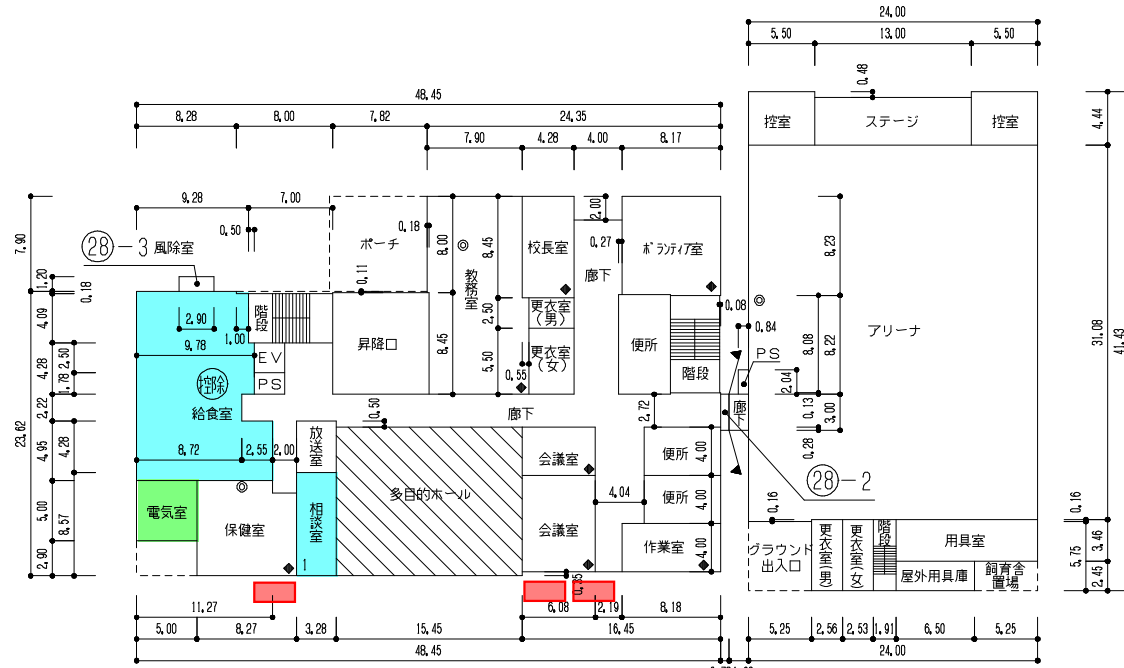 24.00
5.50 13.00 5.50
0.48
控室 ステージ 控室
4.44
48.45
8.28 8.00 7.82 24.35
7.90 4.28 4.00 8.17
9.28 7.00
0.50
28-3 風除室
ポーチ
0.18
8.00
教務室
8.45
校長室
2.00
0.27
廊下
ボランティア室
8.23
7.90
1.20
0.18
4.09
2.90
1.00
階段
0.11
昇降口
8.45
2.50
更衣室(男)
5.50
更衣室(女)
0.55
便所
階段
0.08
0.84
PS
8.08
8.22
アリーナ
31.08
41.43
9.78
EV
PS
控除
給食室
4.28
2.50
1.78
2.22
23.62
4.95
4.28
8.72 2.55 2.00
放送室
0.50
廊下
2.72
廊下
2.04
0.13
3.00
0.28
28-2
多目的ホール
会議室
便所
4.00
4.04
便所
4.00
会議室
作業室
4.00
電気室
保健室
相談室
1
5.00
8.57
2.90
0.35
0.16
グラウンド出入口
更衣室(男)
更衣室(女)
階段
用具室
屋外用具庫
飼育舎置場
0.16
5.75
3.46
2.45
11.27 6.08 2.19 8.18
5.00 8.27 3.28 15.45 16.45
5.25 2.56 2.53 1.91 6.50 5.25
48.45 24.00